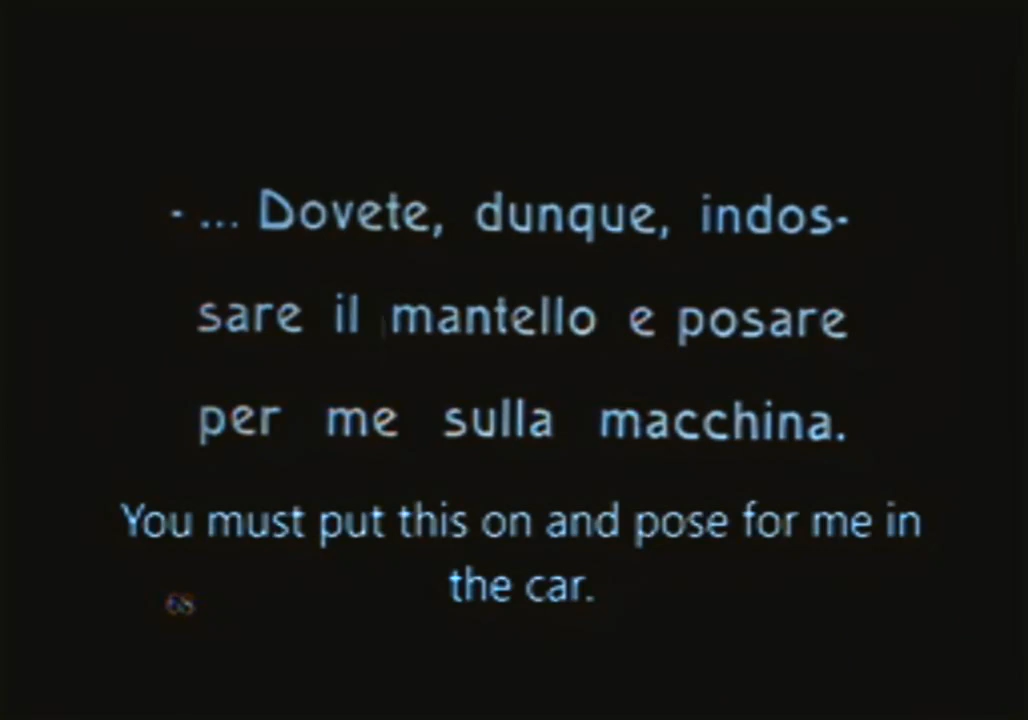 - ... Dovete, dunque, indos-
sare il mantello e posare
per me sulla macchina.
You must put this on and pose for me in
the car.